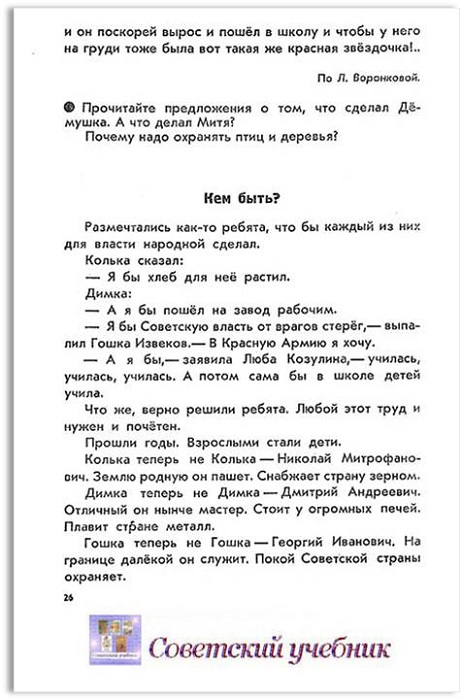 и он поскорей вырос и пошёл в школу и чтобы у него
на груди тоже была вот такая же красная звёздочка!..
По Л. Воронковой.
Прочитайте предложения о том, что сделал Дё-
мушка. А что делал Митя?
Почему надо охранять птиц и деревья?
Кем быть?
Размечтались как-то ребята, что бы каждый из них
для власти народной сделал.
Колька сказал:
— Я бы хлеб для неё растил.
Димка:
— А я бы пошёл на завод рабочим.
— Я бы Советскую власть от врагов стерёг,— выпа-
лил Гошка Извеков.— В Красную Армию я хочу.
— А я бы,— заявила Люба Козулина,— училась,
училась, училась. А потом сама бы в школе детей
учила.
Что же, верно решили ребята. Любой этот труд и
нужен и почётен.
Прошли годы. Взрослыми стали дети.
Колька теперь не Колька — Николай Митрофано-
вич. Землю родную он пашет. Снабжает страну зерном.
Димка теперь не Димка — Дмитрий Андреевич.
Отличный он нынче мастер. Стоит у огромных печей.
Плавит стране металл.
Гошка теперь не Гошка — Георгий Иванович. На
границе далёкой он служит. Покой Советской страны
охраняет.
26
Советский учебник